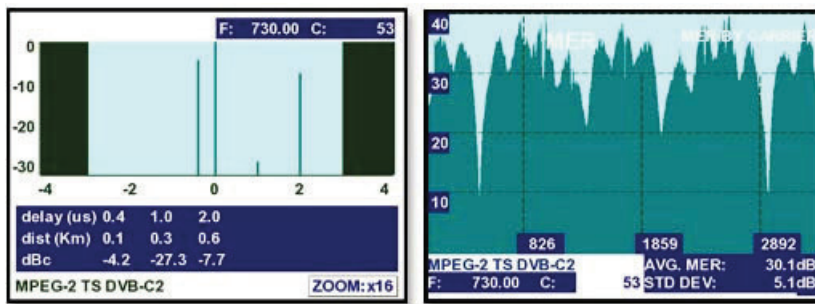 F: 730.00 C: 53
0
-10
-20
-30
-4 -2 0 2 4
delay (us) 0.4 1.0 2.0
dist (Km) 0.1 0.3 0.6
dBc -4.2 -27.3 -7.7
MPEG-2 TS DVB-C2 ZOOM: x16
40
MER MER BY CARRIER
30
20
10
826 1859 2892
MPEG-2 TS DVB-C2 AVG. MER: 30.1dB
F: 730.00 C: 53 STD DEV: 5.1dB